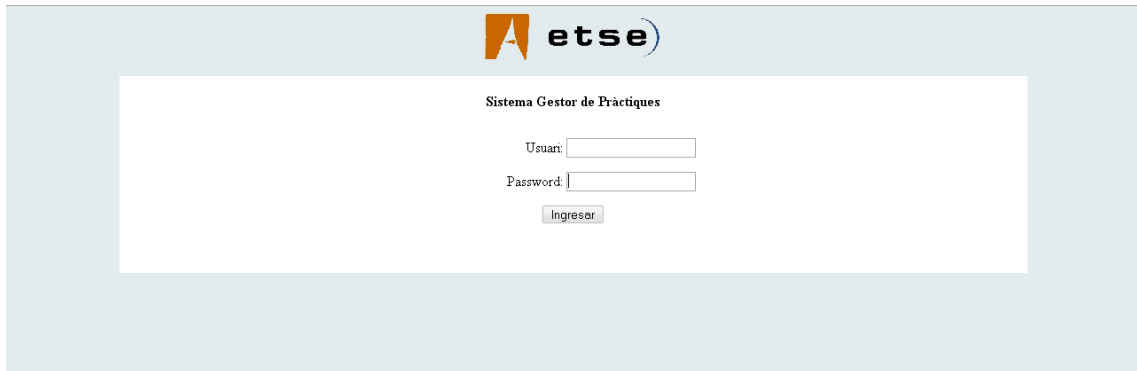 etse
Sistema Gestor de Pràctiques
Usuari:
Password:
Ingresar